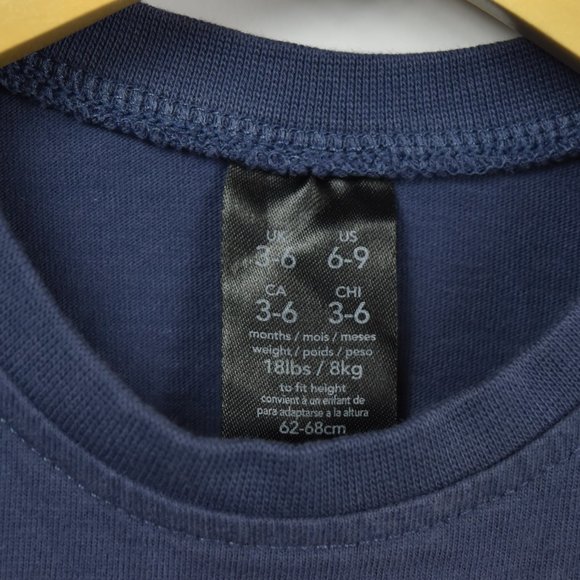 UK US
3-6 6-9
CA CHI
3-6 3-6
months / mois / meses
weight / poids / peso
18lbs / 8kg
to fit height
convient à un enfant de
para adaptarse a la altura
62-68cm